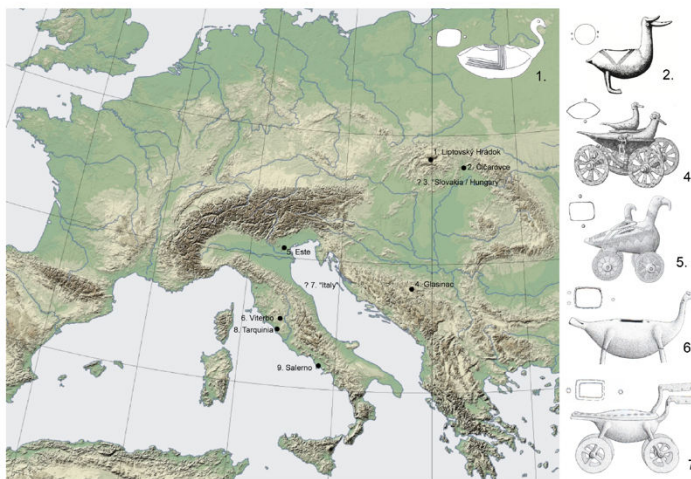 1.
1. Liptovský Hrádok
2. Čičarovce
? 3. "Slovakia / Hungary"
5. Este
? 7. "Italy"
4. Glasinac
6. Viterbo
8. Tarquinia
9. Salerno
2.
4
5.
6
7